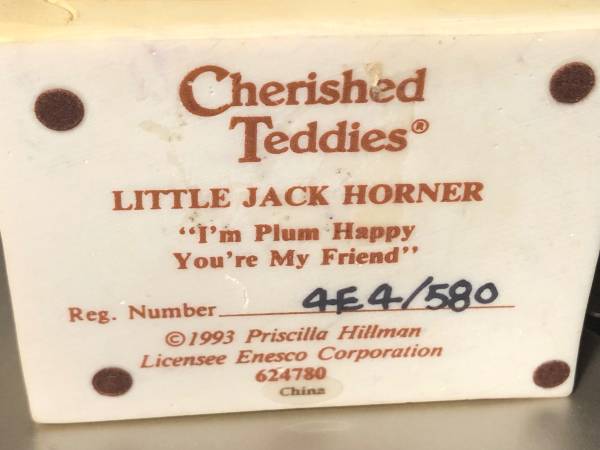 Cherished
Teddies®
LITTLE JACK HORNER
"I'm Plum Happy
You're My Friend"
Reg. Number 4E4/580
©1993 Priscilla Hillman
Licensee Enesco Corporation
624780
China